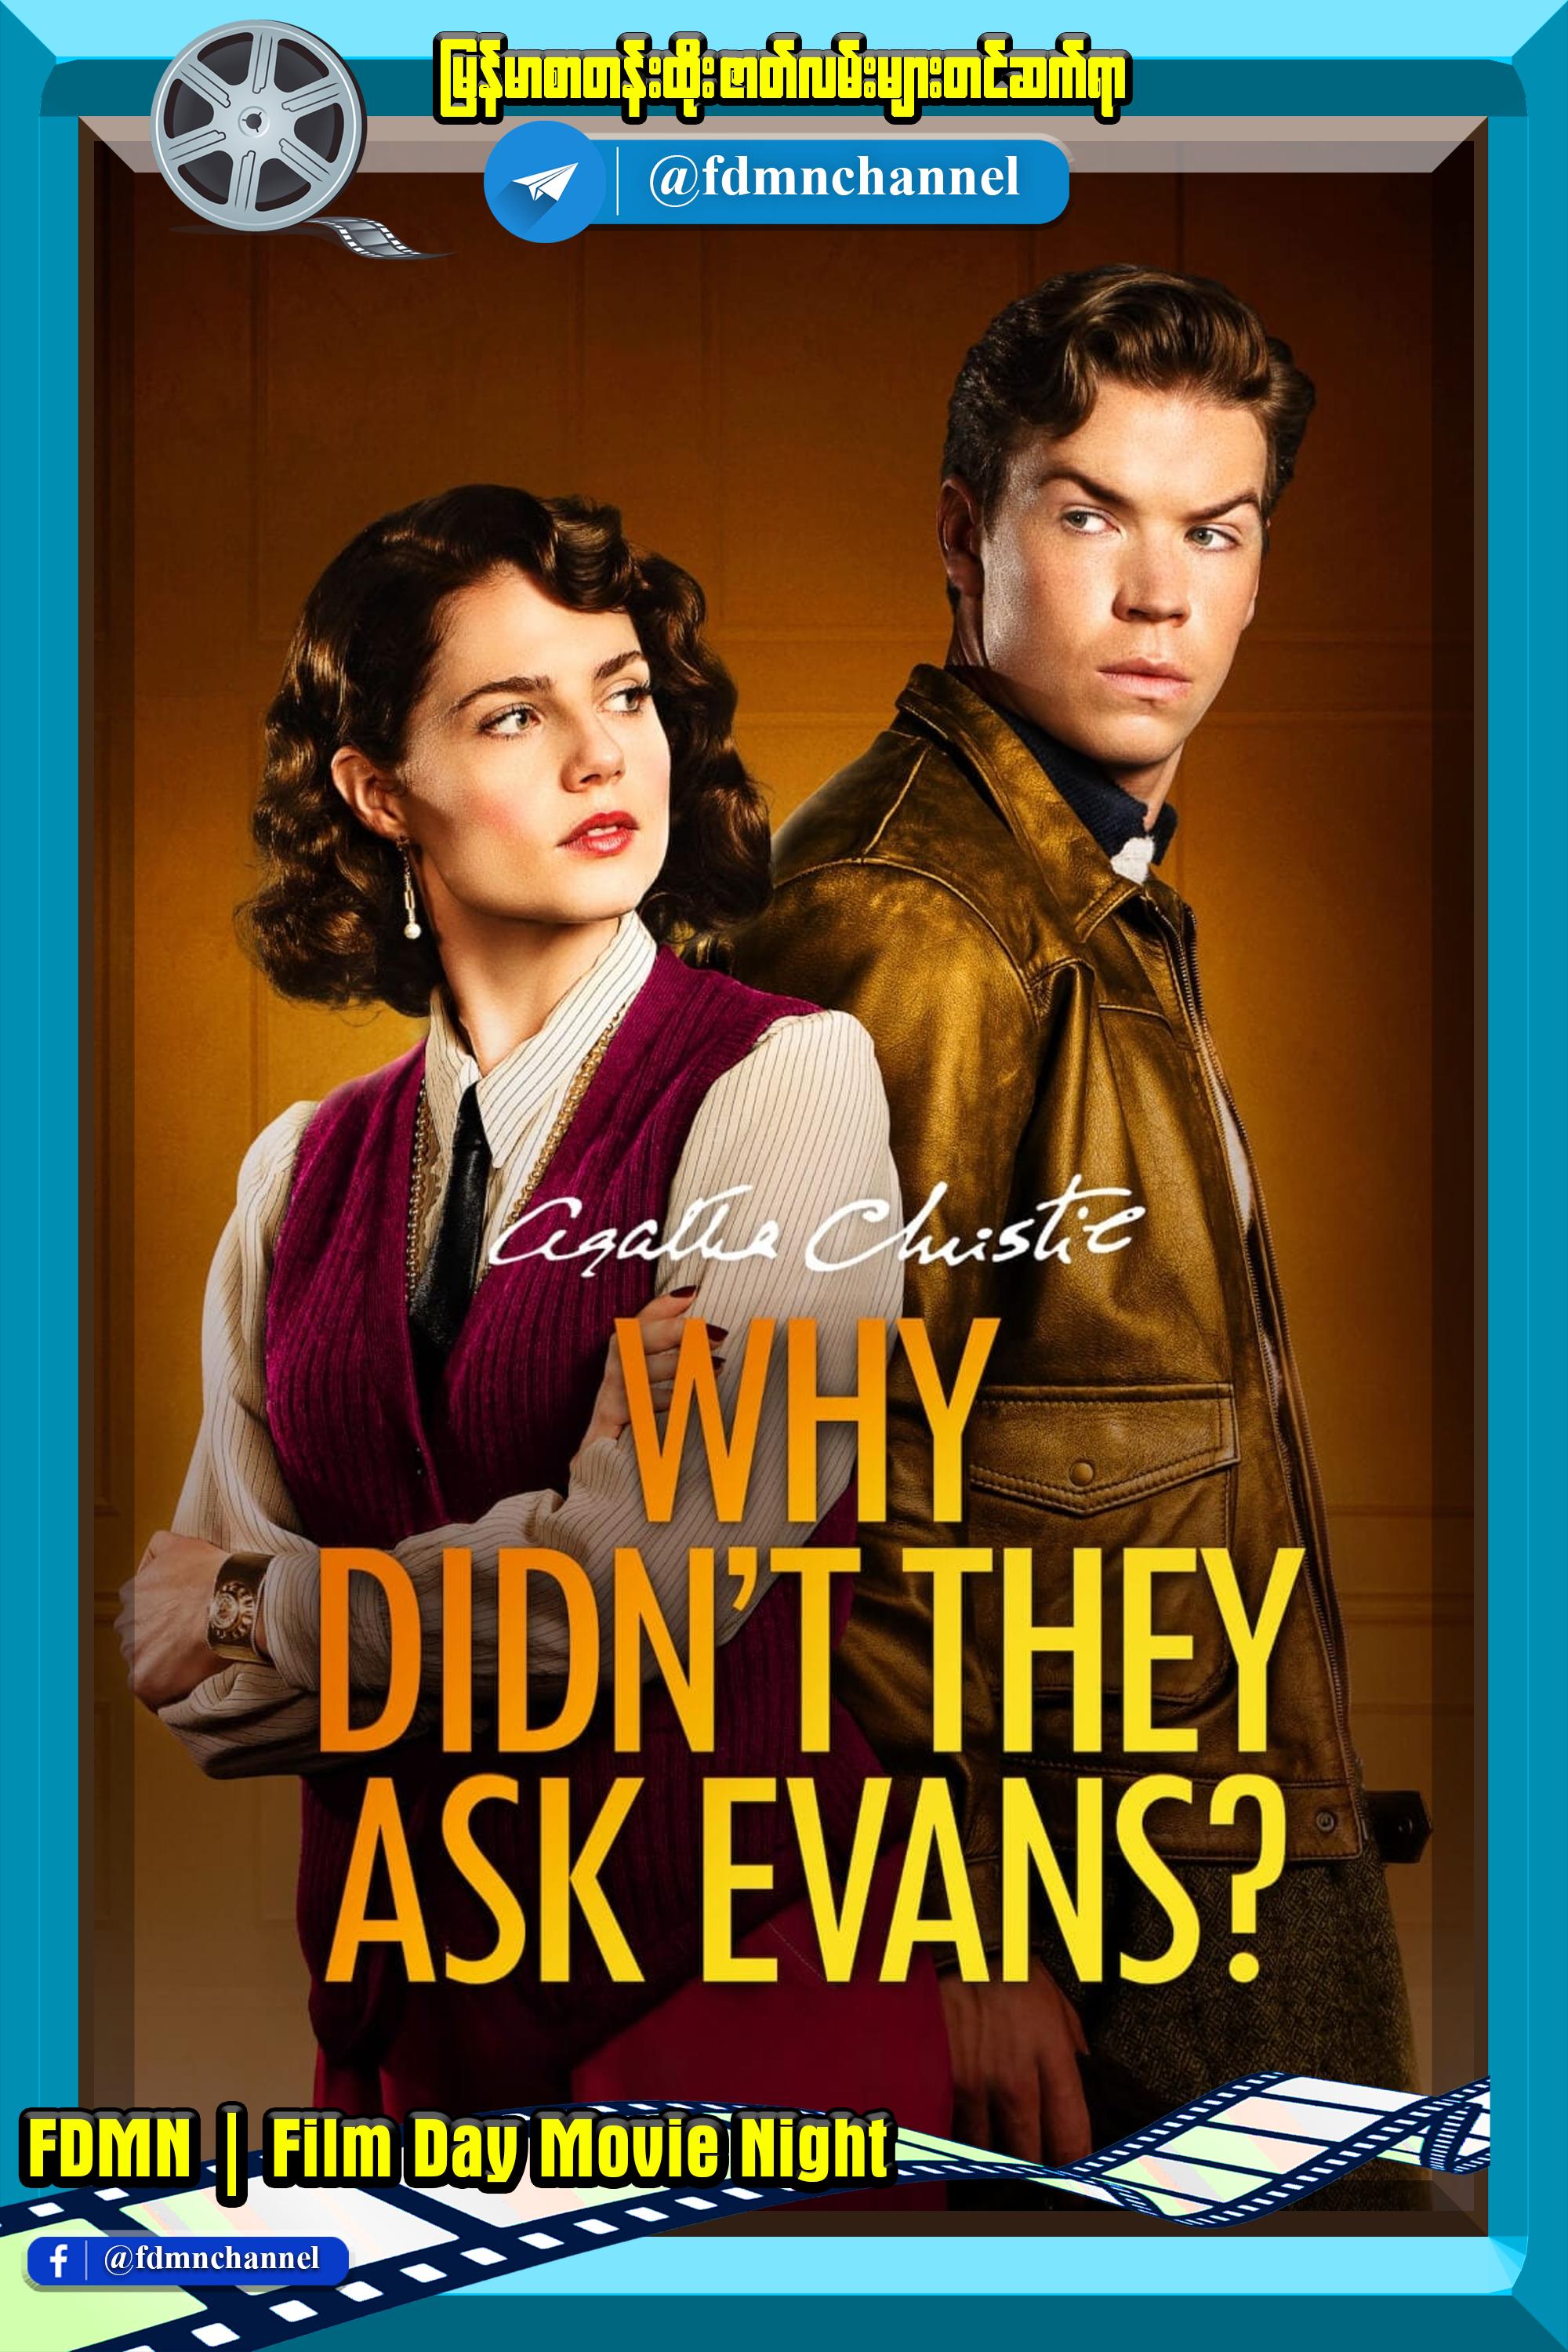 မြန်မာစာတန်းထိုး ဇာတ်လမ်းများတင်ဆက်ရာ
@fdmnchannel
Agatha Christie
WHY
DIDN'T THEY
ASK EVANS?
FDMN | Film Day Movie Night
@fdmnchannel